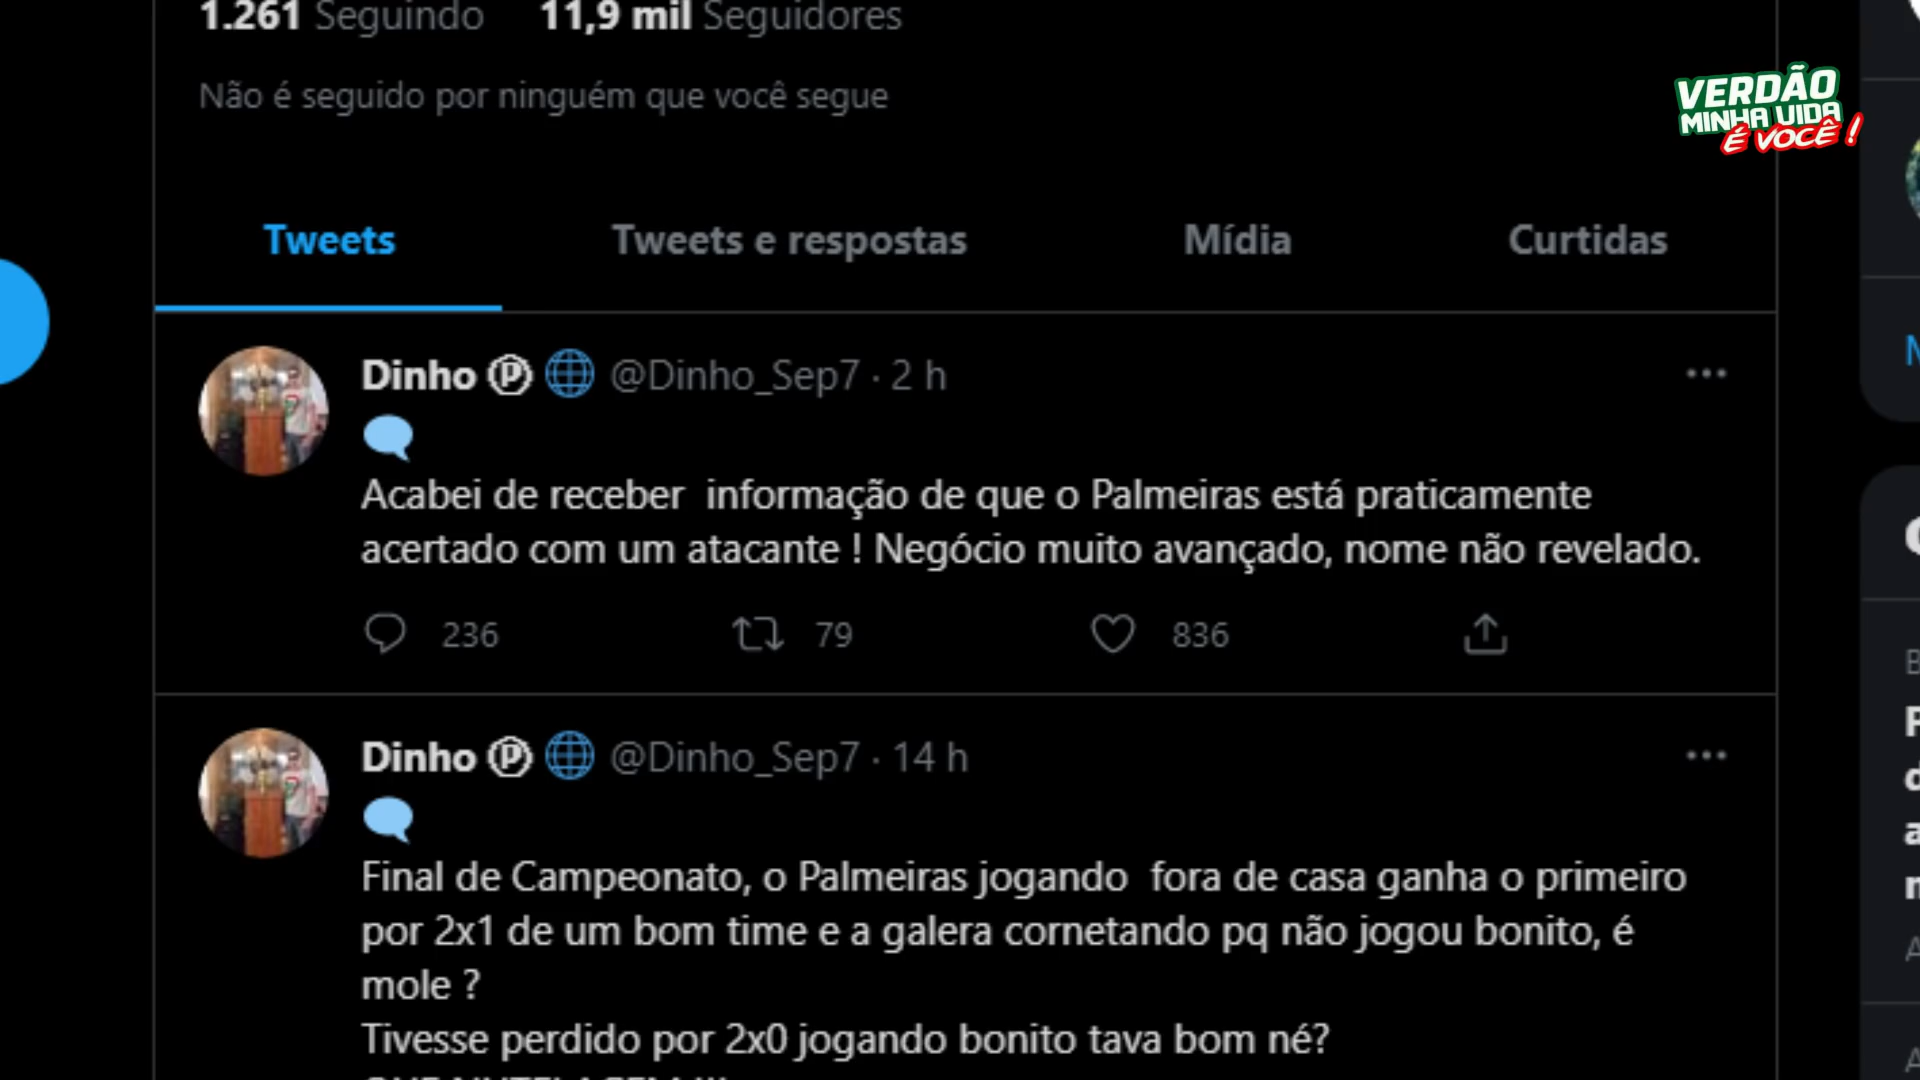 1.261 Seguindo 11,9 mil Seguidores
Não é seguido por ninguém que você segue
VERDÃO
MINHA VIDA
É VOCÊ!
Tweets Tweets e respostas Mídia Curtidas
Dinho Ⓟ @Dinho_Sep7 · 2 h
Acabei de receber informação de que o Palmeiras está praticamente
acertado com um atacante ! Negócio muito avançado, nome não revelado.
236 79 836
Dinho Ⓟ @Dinho_Sep7 · 14 h
Final de Campeonato, o Palmeiras jogando fora de casa ganha o primeiro
por 2x1 de um bom time e a galera cornetando pq não jogou bonito, é
mole ?
Tivesse perdido por 2x0 jogando bonito tava bom né?